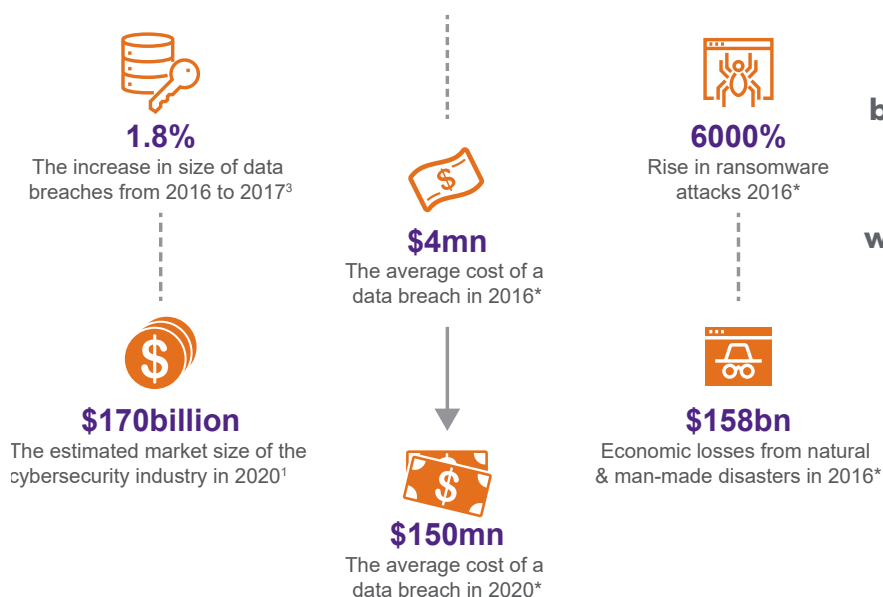 1.8%
The increase in size of data
breaches from 2016 to 2017³
$170billion
The estimated market size of the
cybersecurity industry in 2020¹
$
$4mn
The average cost of a
data breach in 2016*
$
$150mn
The average cost of a
data breach in 2020*
$
6000%
Rise in ransomware
attacks 2016*
$158bn
Economic losses from natural
& man-made disasters in 2016*
b
w